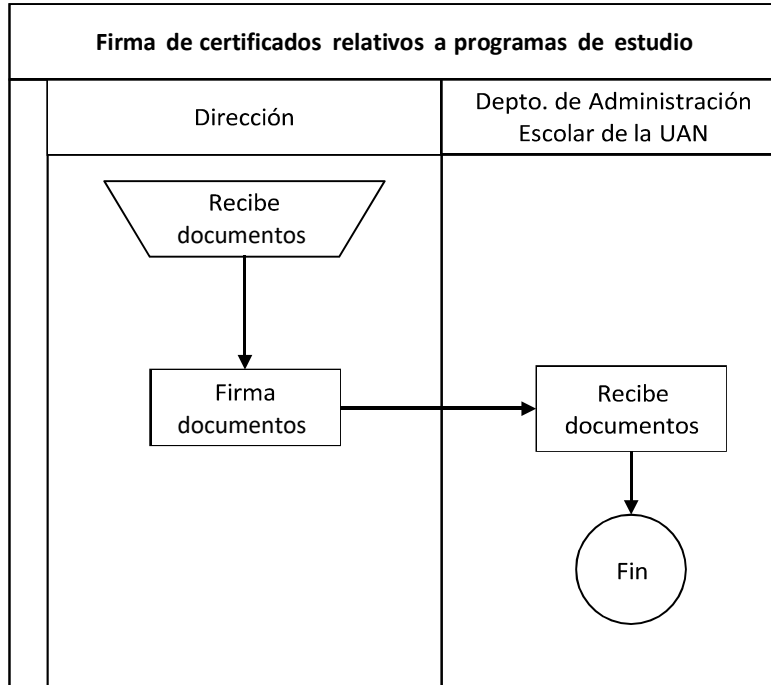 Firma de certificados relativos a programas de estudio
Dirección
Depto. de Administración
Escolar de la UAN
Recibe
documentos
Firma
documentos
Recibe
documentos
Fin